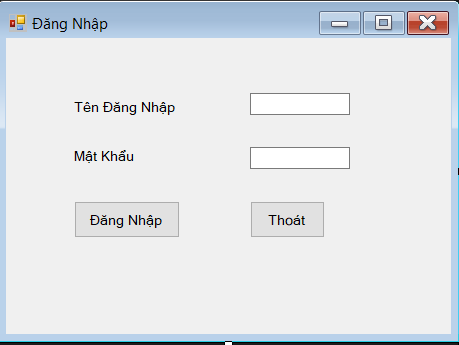 Đăng Nhập
Tên Đăng Nhập
Mật Khẩu
Đăng Nhập
Thoát